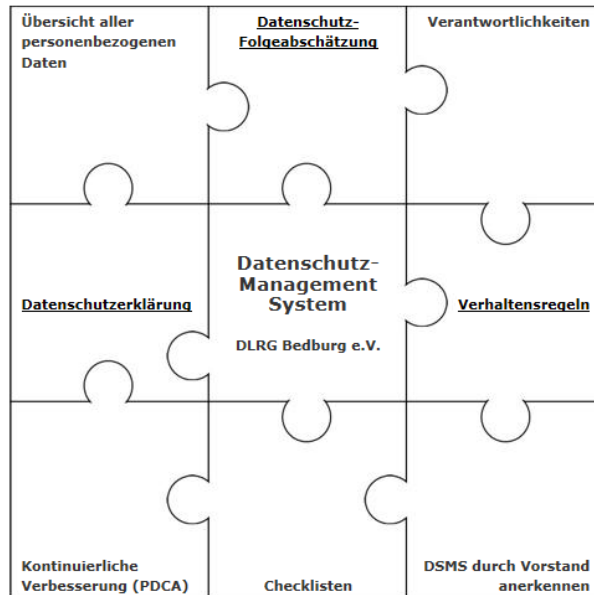 Übersicht aller
personenbezogenen
Daten
Datenschutz-
Folgeabschätzung
Verantwortlichkeiten
Datenschutzerklärung
Datenschutz-
Management
System
DLRG Bedburg e.V.
Verhaltensregeln
Kontinuierliche
Verbesserung (PDCA)
Checklisten
DSMS durch Vorstand
anerkennen